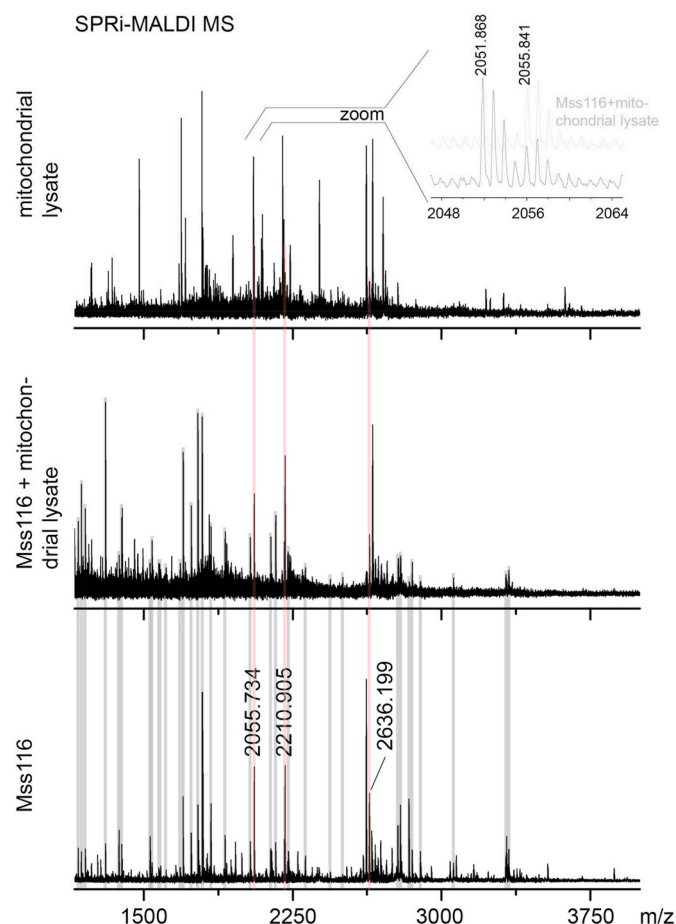 SPRi-MALDI MS
mitochondrial
lysate
zoom
2051.868
2055.841
Mss116+mito-
chondrial lysate
2048
2056
2064
Mss116 + mitochon-
drial lysate
Mss116
2055.734
2210.905
2636.199
1500
2250
3000
3750
m/z